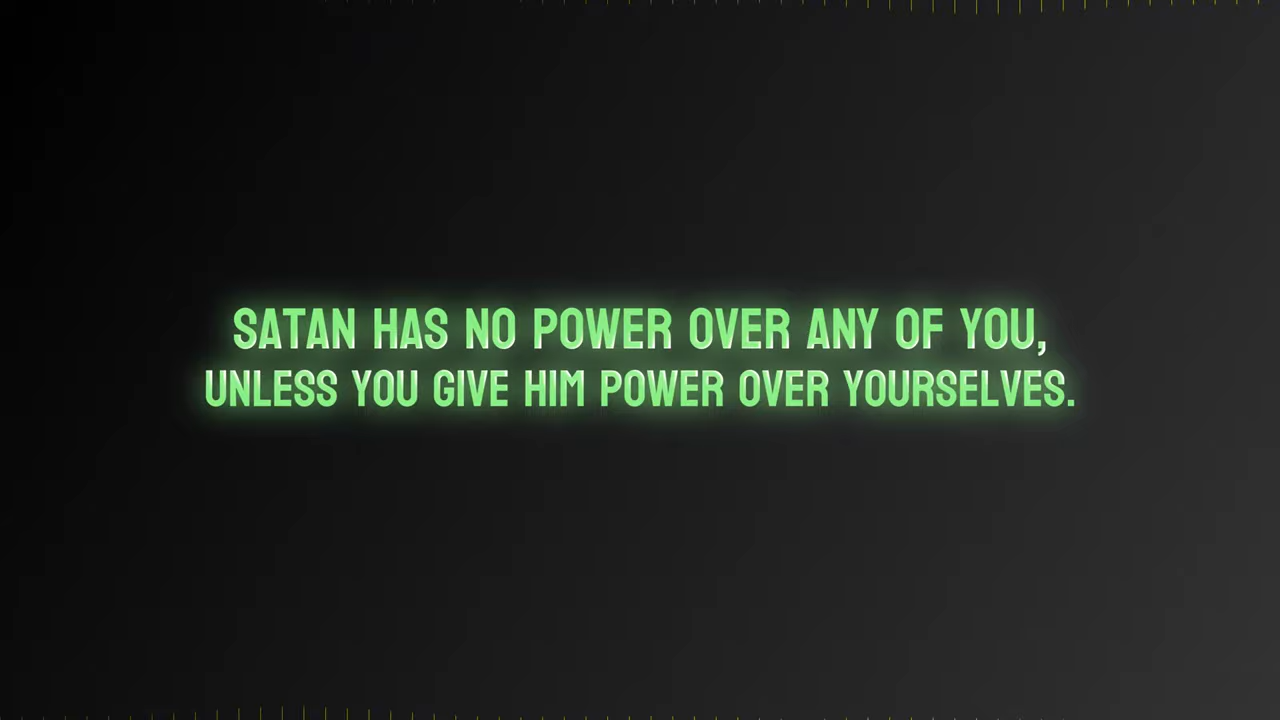 SATAN HAS NO POWER OVER ANY OF YOU,
UNLESS YOU GIVE HIM POWER OVER YOURSELVES.